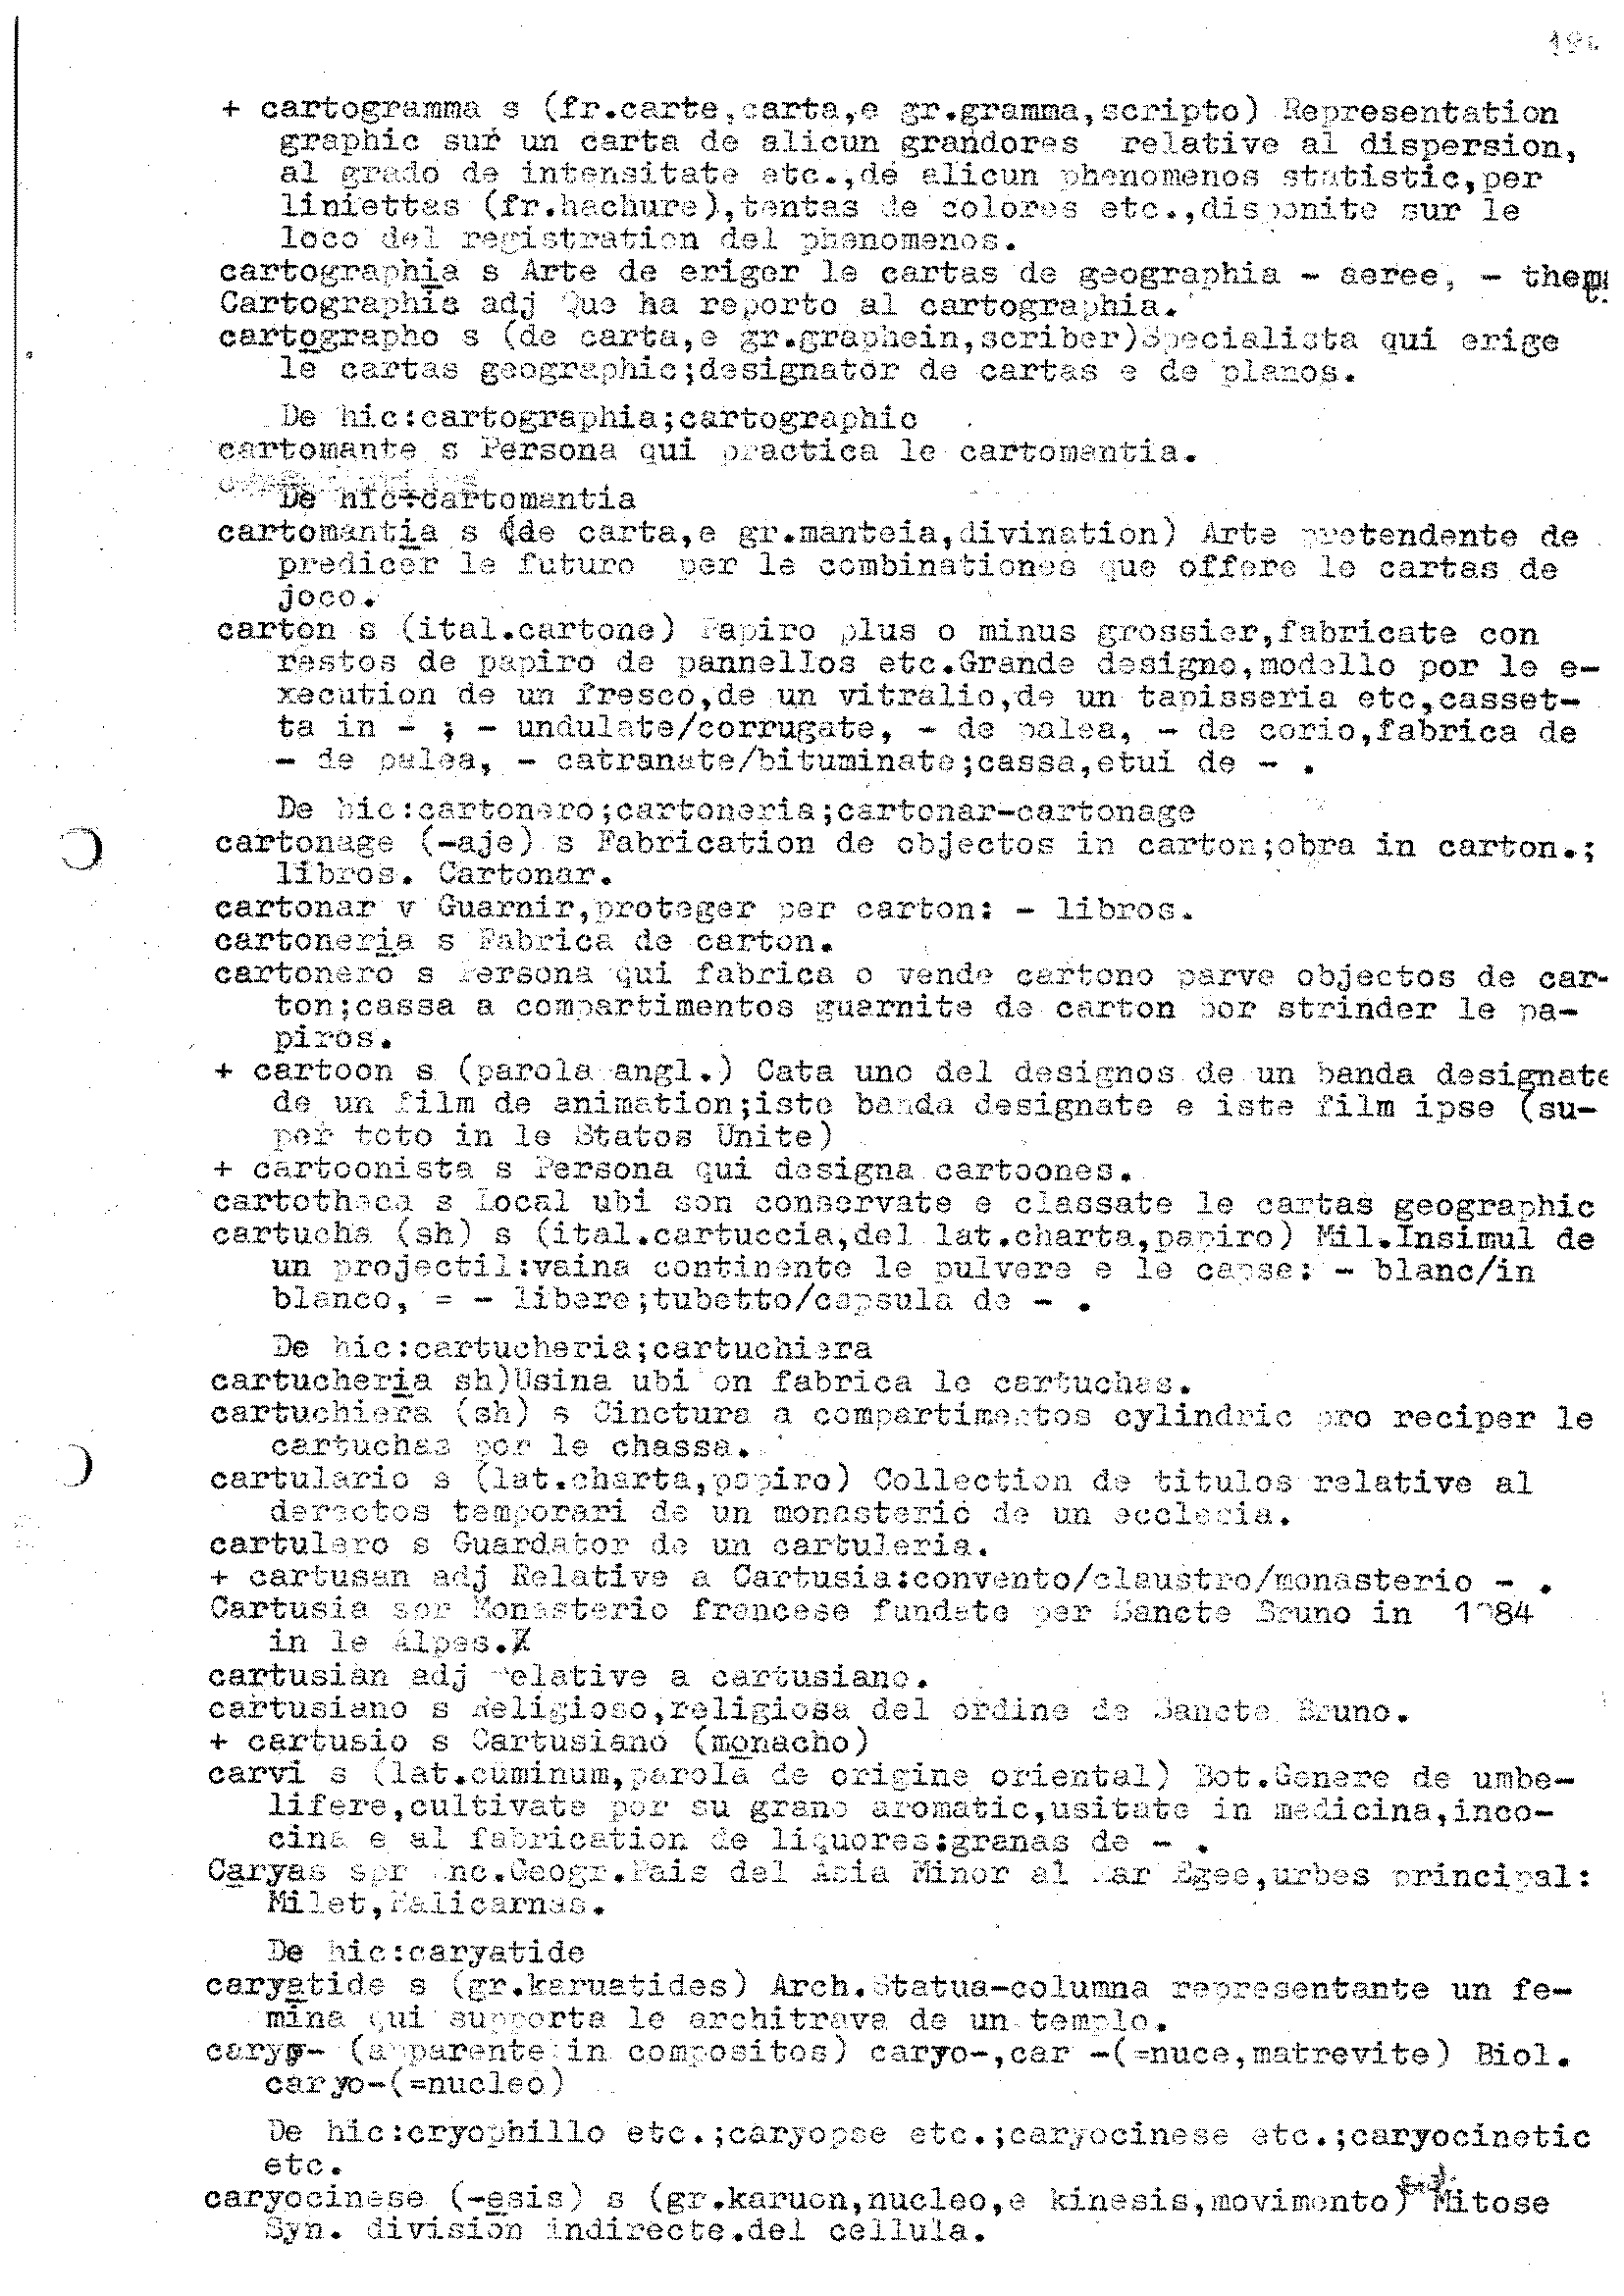 + cartogramma s (fr.carte,carta,e gr.gramma,scripto) Representation
graphic sur un carta de alicun grandores relative al dispersion,
al grado de intensitate etc.,de alicun phenomenos statistic,per
liniettas (fr.hachure),tentas de colores etc.,disponite sur le
loco del registration del phenomenos.
cartographia s Arte de eriger le cartas de geographia - aeree, - them
Cartographie adj Que ha reporto al cartographia.
cartographo s (de carta,e gr.graphein,scriber)Specialista qui erige
le cartas geographic;designator de cartas e de planos.
De hic:cartographia;cartographic
cartomante s Persona qui practica le cartomantia.
De hic:cartomantia
cartomantia s (de carta,e gr.manteia,divination) Arte pretendente de
predicer le futuro per le combinationes que offere le cartas de
joco.
carton s (ital.cartone) Papiro plus o minus grossier,fabricate con
restos de papiro de pannellos etc.Grande designo,modello por le e-
xecution de un fresco,de un vitralio,de un tapisseria etc,casset-
ta in - ; - undulate/corrugate, - de palea, - de corio,fabrica de
- de palea, - catranate/bituminate;cassa,etui de - .
De hic:cartonero;cartoneria;cartonar-cartonage
cartonage (-aje) s Fabrication de objectos in carton;obra in carton.;
libros. Cartonar.
cartonar v Guarnir,proteger per carton: - libros.
cartoneria s Fabrica de carton.
cartonero s Persona qui fabrica o vende cartono parve objectos de car-
ton;cassa a compartimentos guarnite de carton por strinder le pa-
piros.
+ cartoon s (parola angl.) Cata uno del designos de un banda designate
de un film de animation;iste banda designate e iste film ipse (su-
per toto in le Statos Unite)
+ cartoonista s Persona qui designa cartoones.
cartotheca s Local ubi son conservate e classate le cartas geographic
cartucha (sh) s (ital.cartuccia,del lat.charta,papiro) Mil.Insimul de
un projectil:vaina continente le pulvere e le capse: - blanc/in
blanco, = - libere;tubetto/capsula de - .
De hic:cartucheria;cartuchiera
cartucheria sh)Usina ubi on fabrica le cartuchas.
cartuchiera (sh) s Cinctura a compartimentos cylindric pro reciper le
cartuchas por le chassa.
cartulario s (lat.charta,papiro) Collection de titulos relative al
derectos temporari de un monasterio de un ecclesia.
cartulero s Guardator de un cartuleria.
+ cartusan adj Relative a Cartusia:convento/claustro/monasterio - .
Cartusia spr Monasterio francese fundate per Sancte Bruno in 1084
in le Alpes.
cartusian adj Relative a cartusiano.
cartusiano s Religioso,religiosa del ordine de Sancte Bruno.
+ cartusio s Cartusiano (monacho)
carvi s (lat.cuminum,parola de origine oriental) Bot.Genere de umbe-
lifere,cultivate por su grano aromatic,usitate in medicina,inco-
cina e al fabrication de liquores:granas de - .
Caryas spr Anc.Geogr.Pais del Asia Minor al Mar Egee,urbes principal:
Milet,Halicarnas.
De hic:caryatide
caryatide s (gr.karuatides) Arch.Statua-columna representante un fe-
mina qui supporta le architrave de un templo.
caryo- (apparente in compositos) caryo-,car -(=nuce,matrevite) Biol.
caryo-(=nucleo)
De hic:cryophillo etc.;caryopse etc.;caryocinese etc.;caryocinetic
etc.
caryocinese (-esis) s (gr.karuon,nucleo,e kinesis,movimento) Mitose
Syn. division indirecte.del cellula.